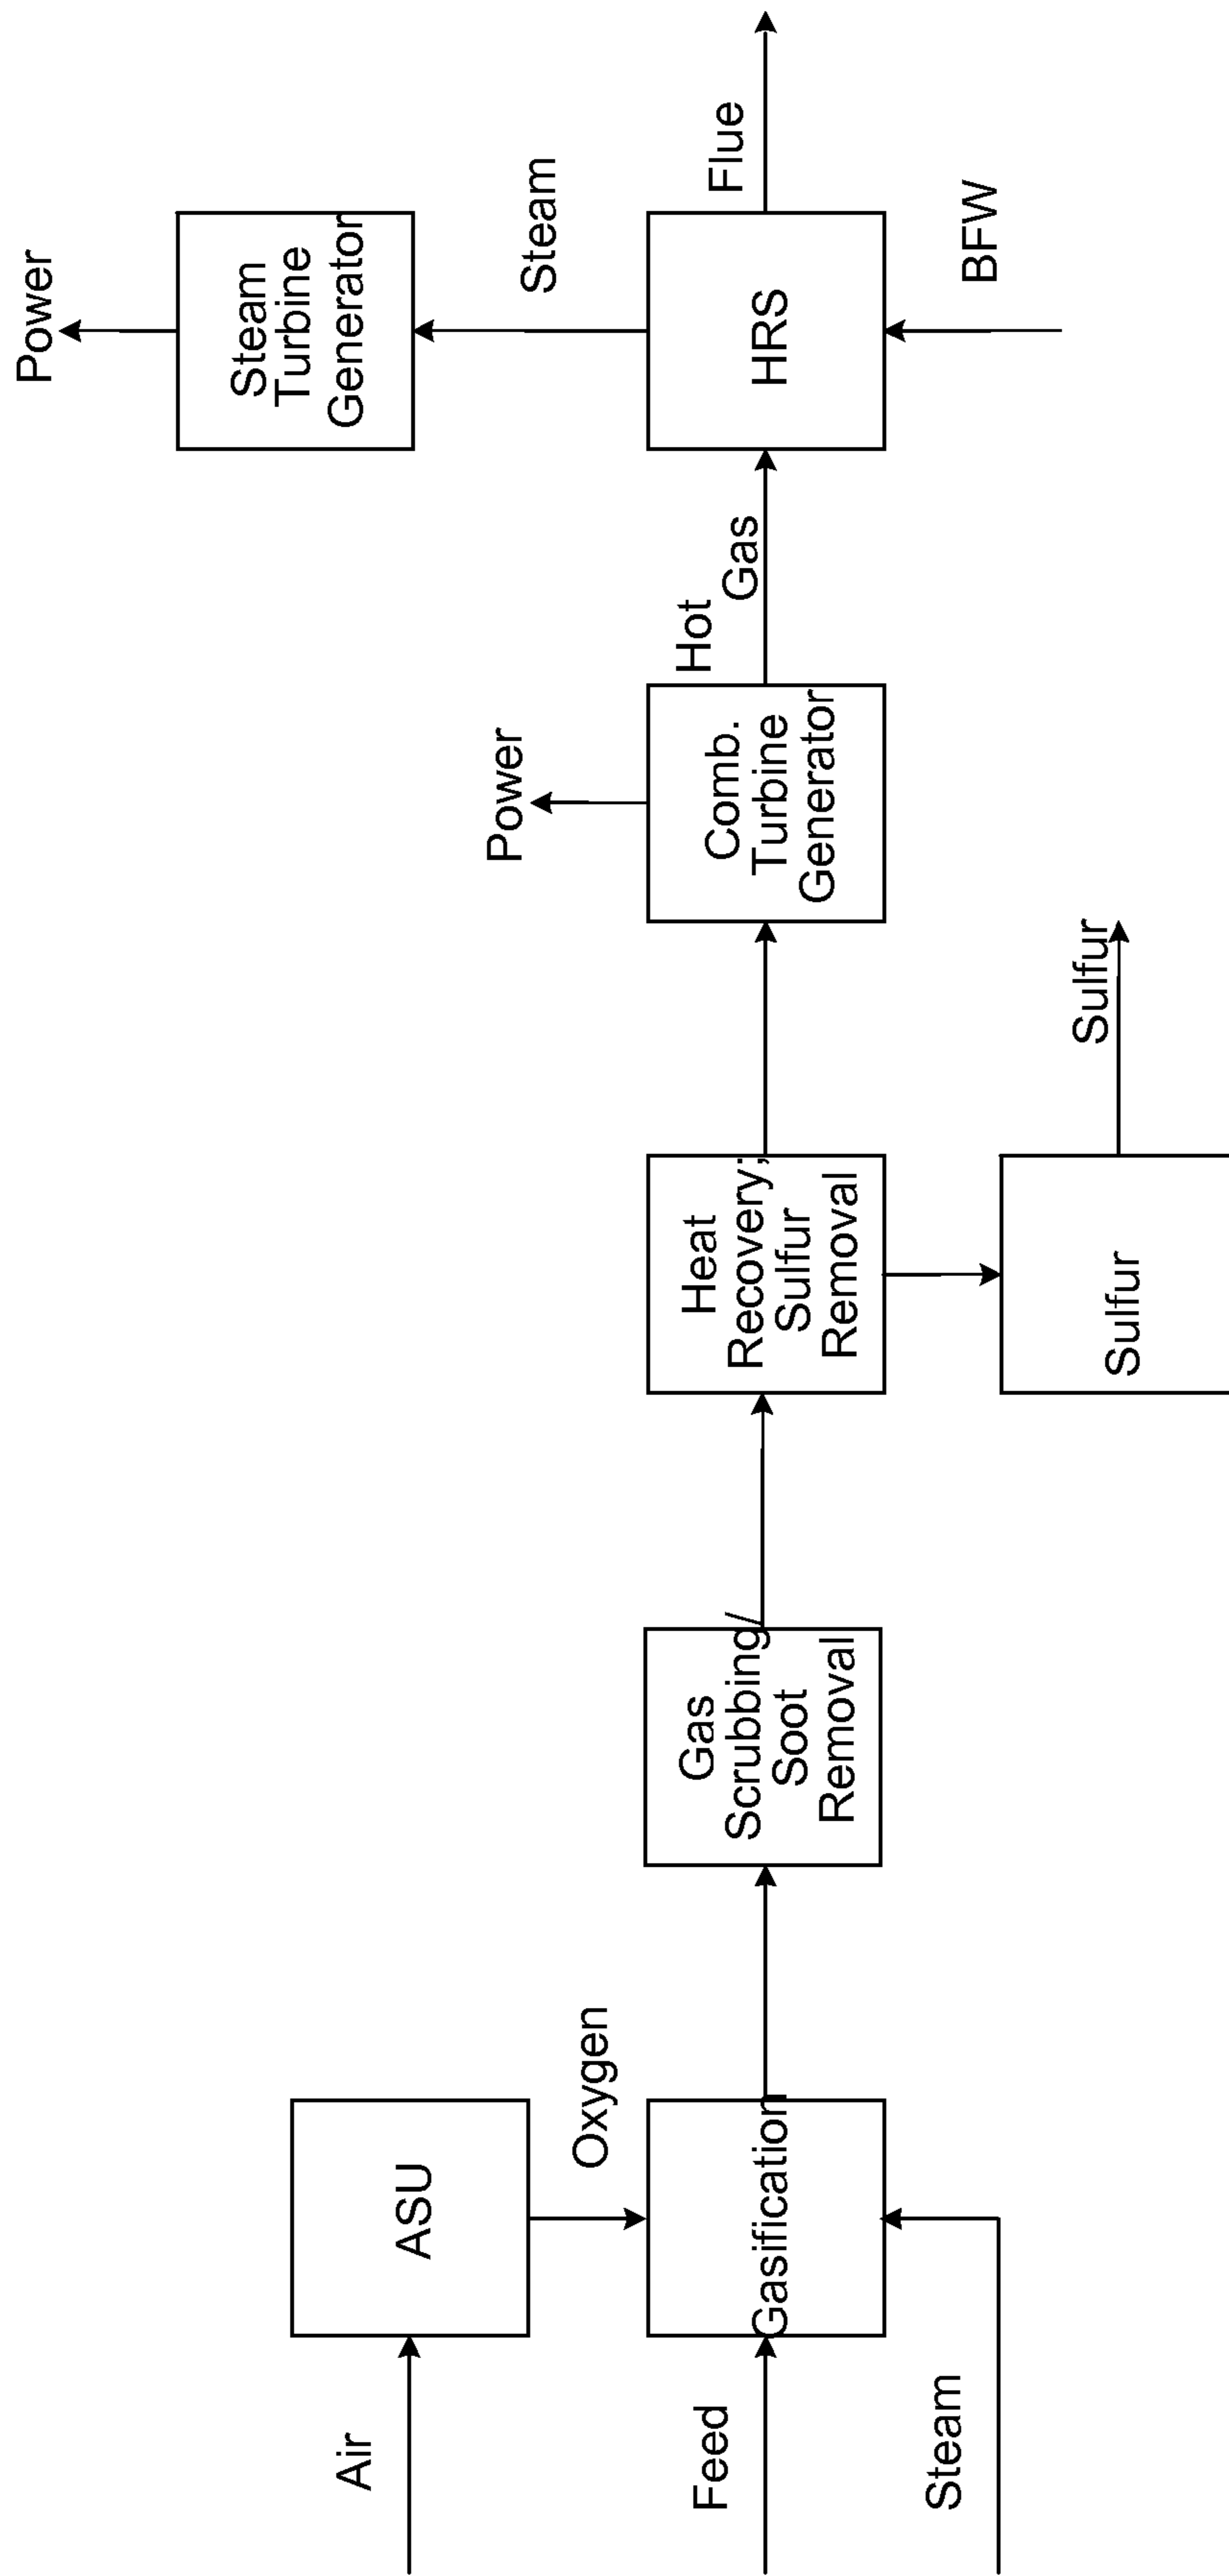 Air
ASU
Oxygen
Feed
Gasification
Steam
Gas
Scrubbing/
Soot
Removal
Heat
Recovery;
Sulfur
Removal
Sulfur
Sulfur
Power
Comb.
Turbine
Generator
Hot
Gas
Power
Steam
Turbine
Generator
Steam
HRS
Flue
BFW